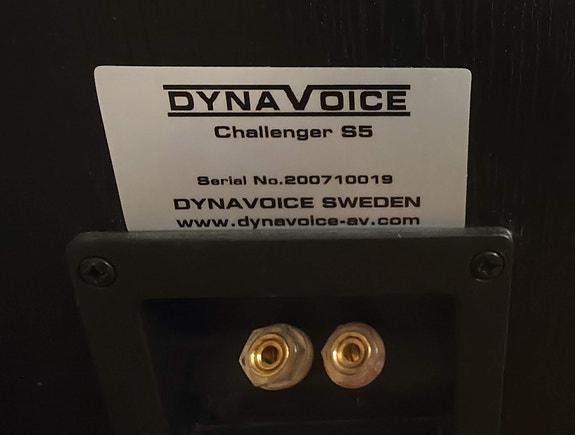 DYNAVOICE
Challenger S5
Serial No.200710019
DYNAVOICE SWEDEN
www.dynavoice-av.com